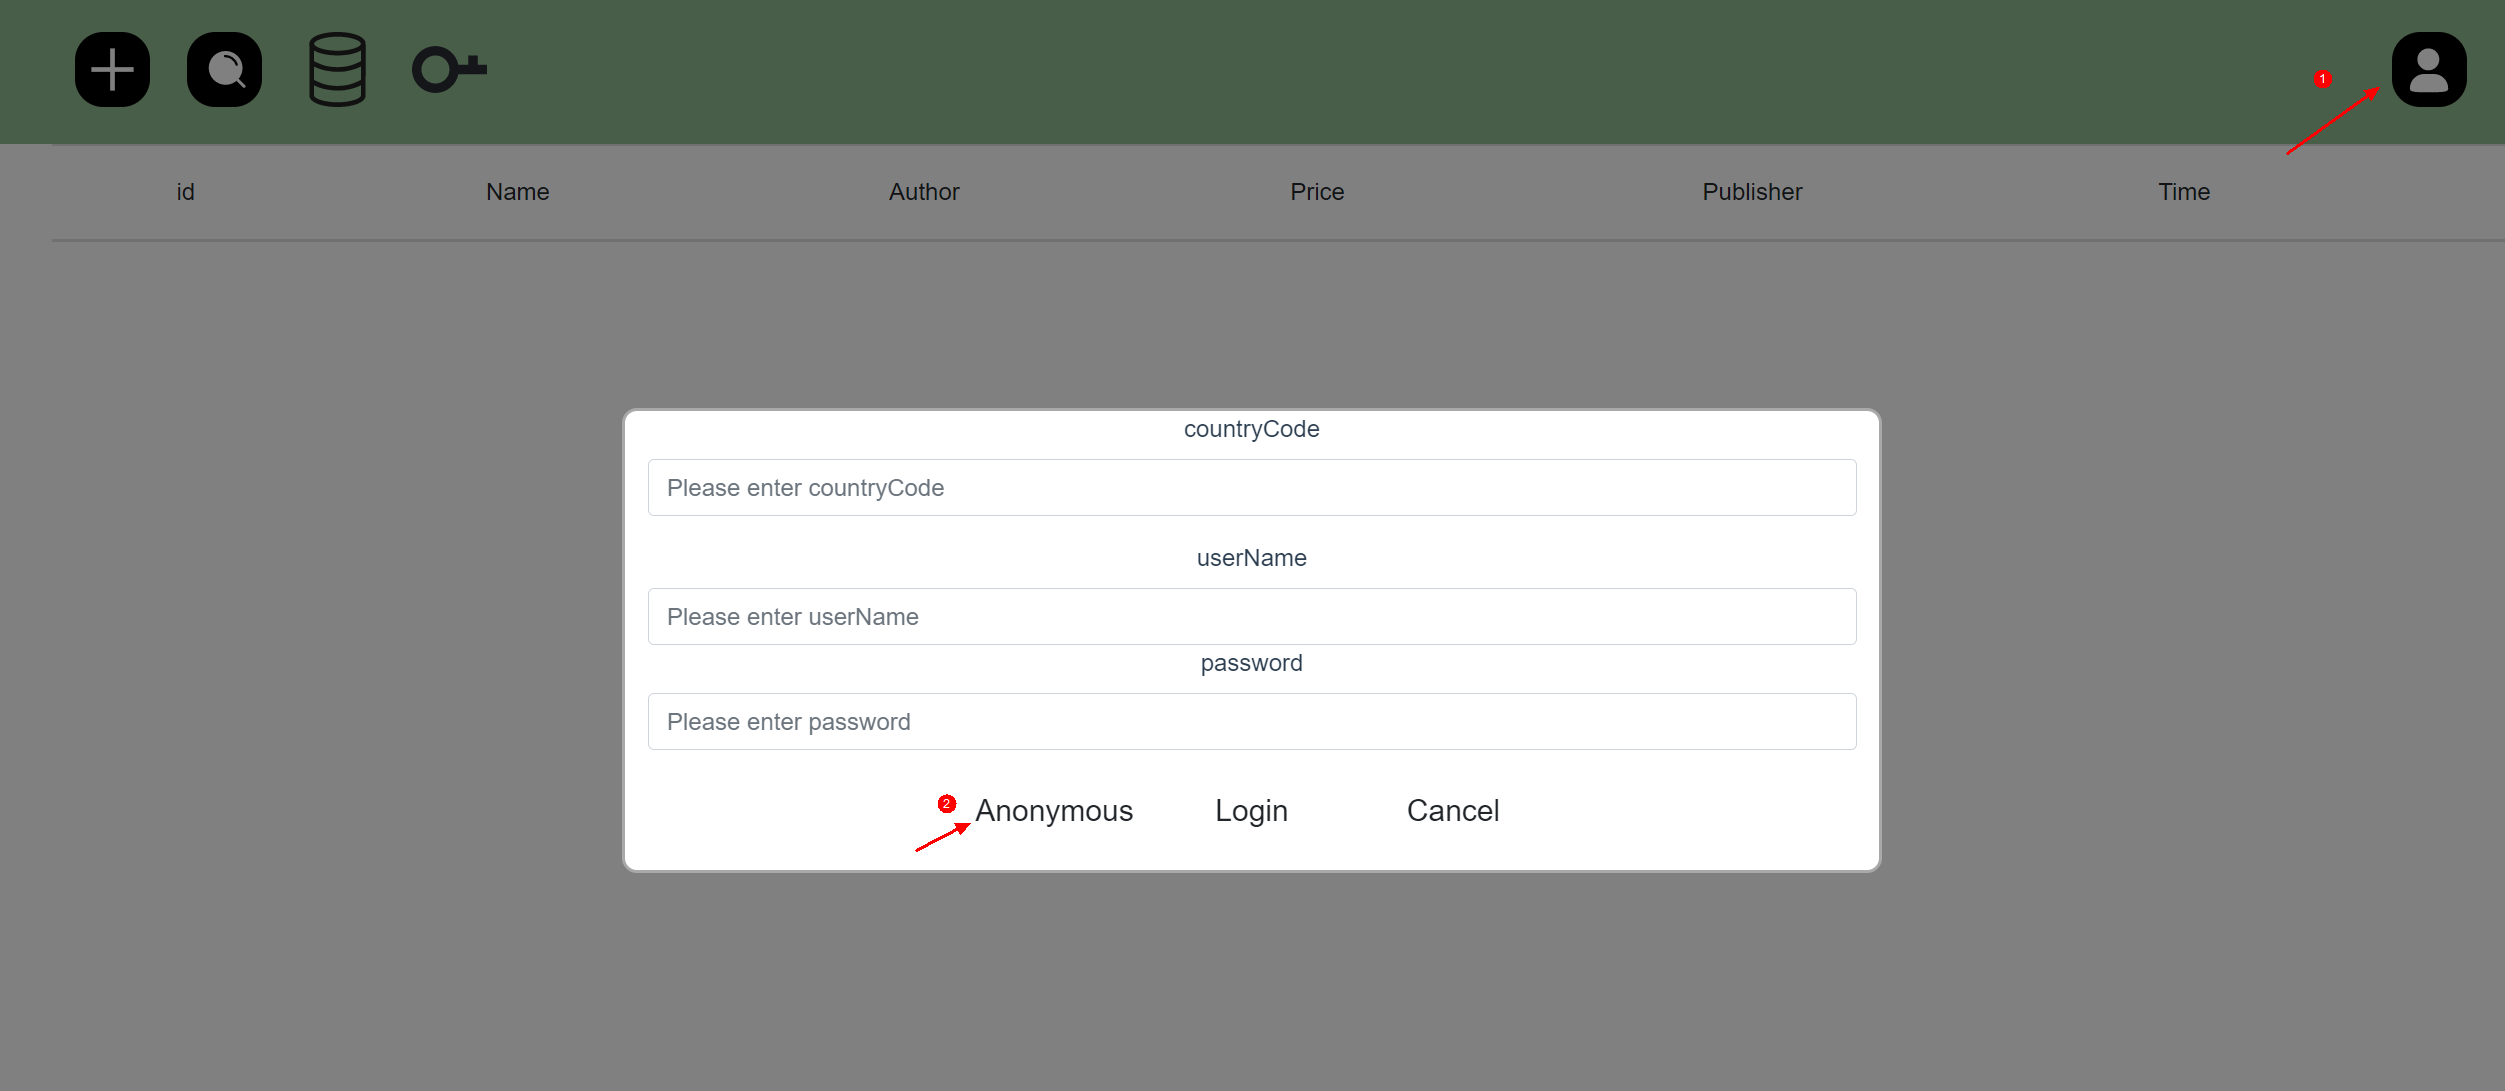 1
id Name Author Price Publisher Time
countryCode
Please enter countryCode
userName
Please enter userName
password
Please enter password
2 Anonymous Login Cancel